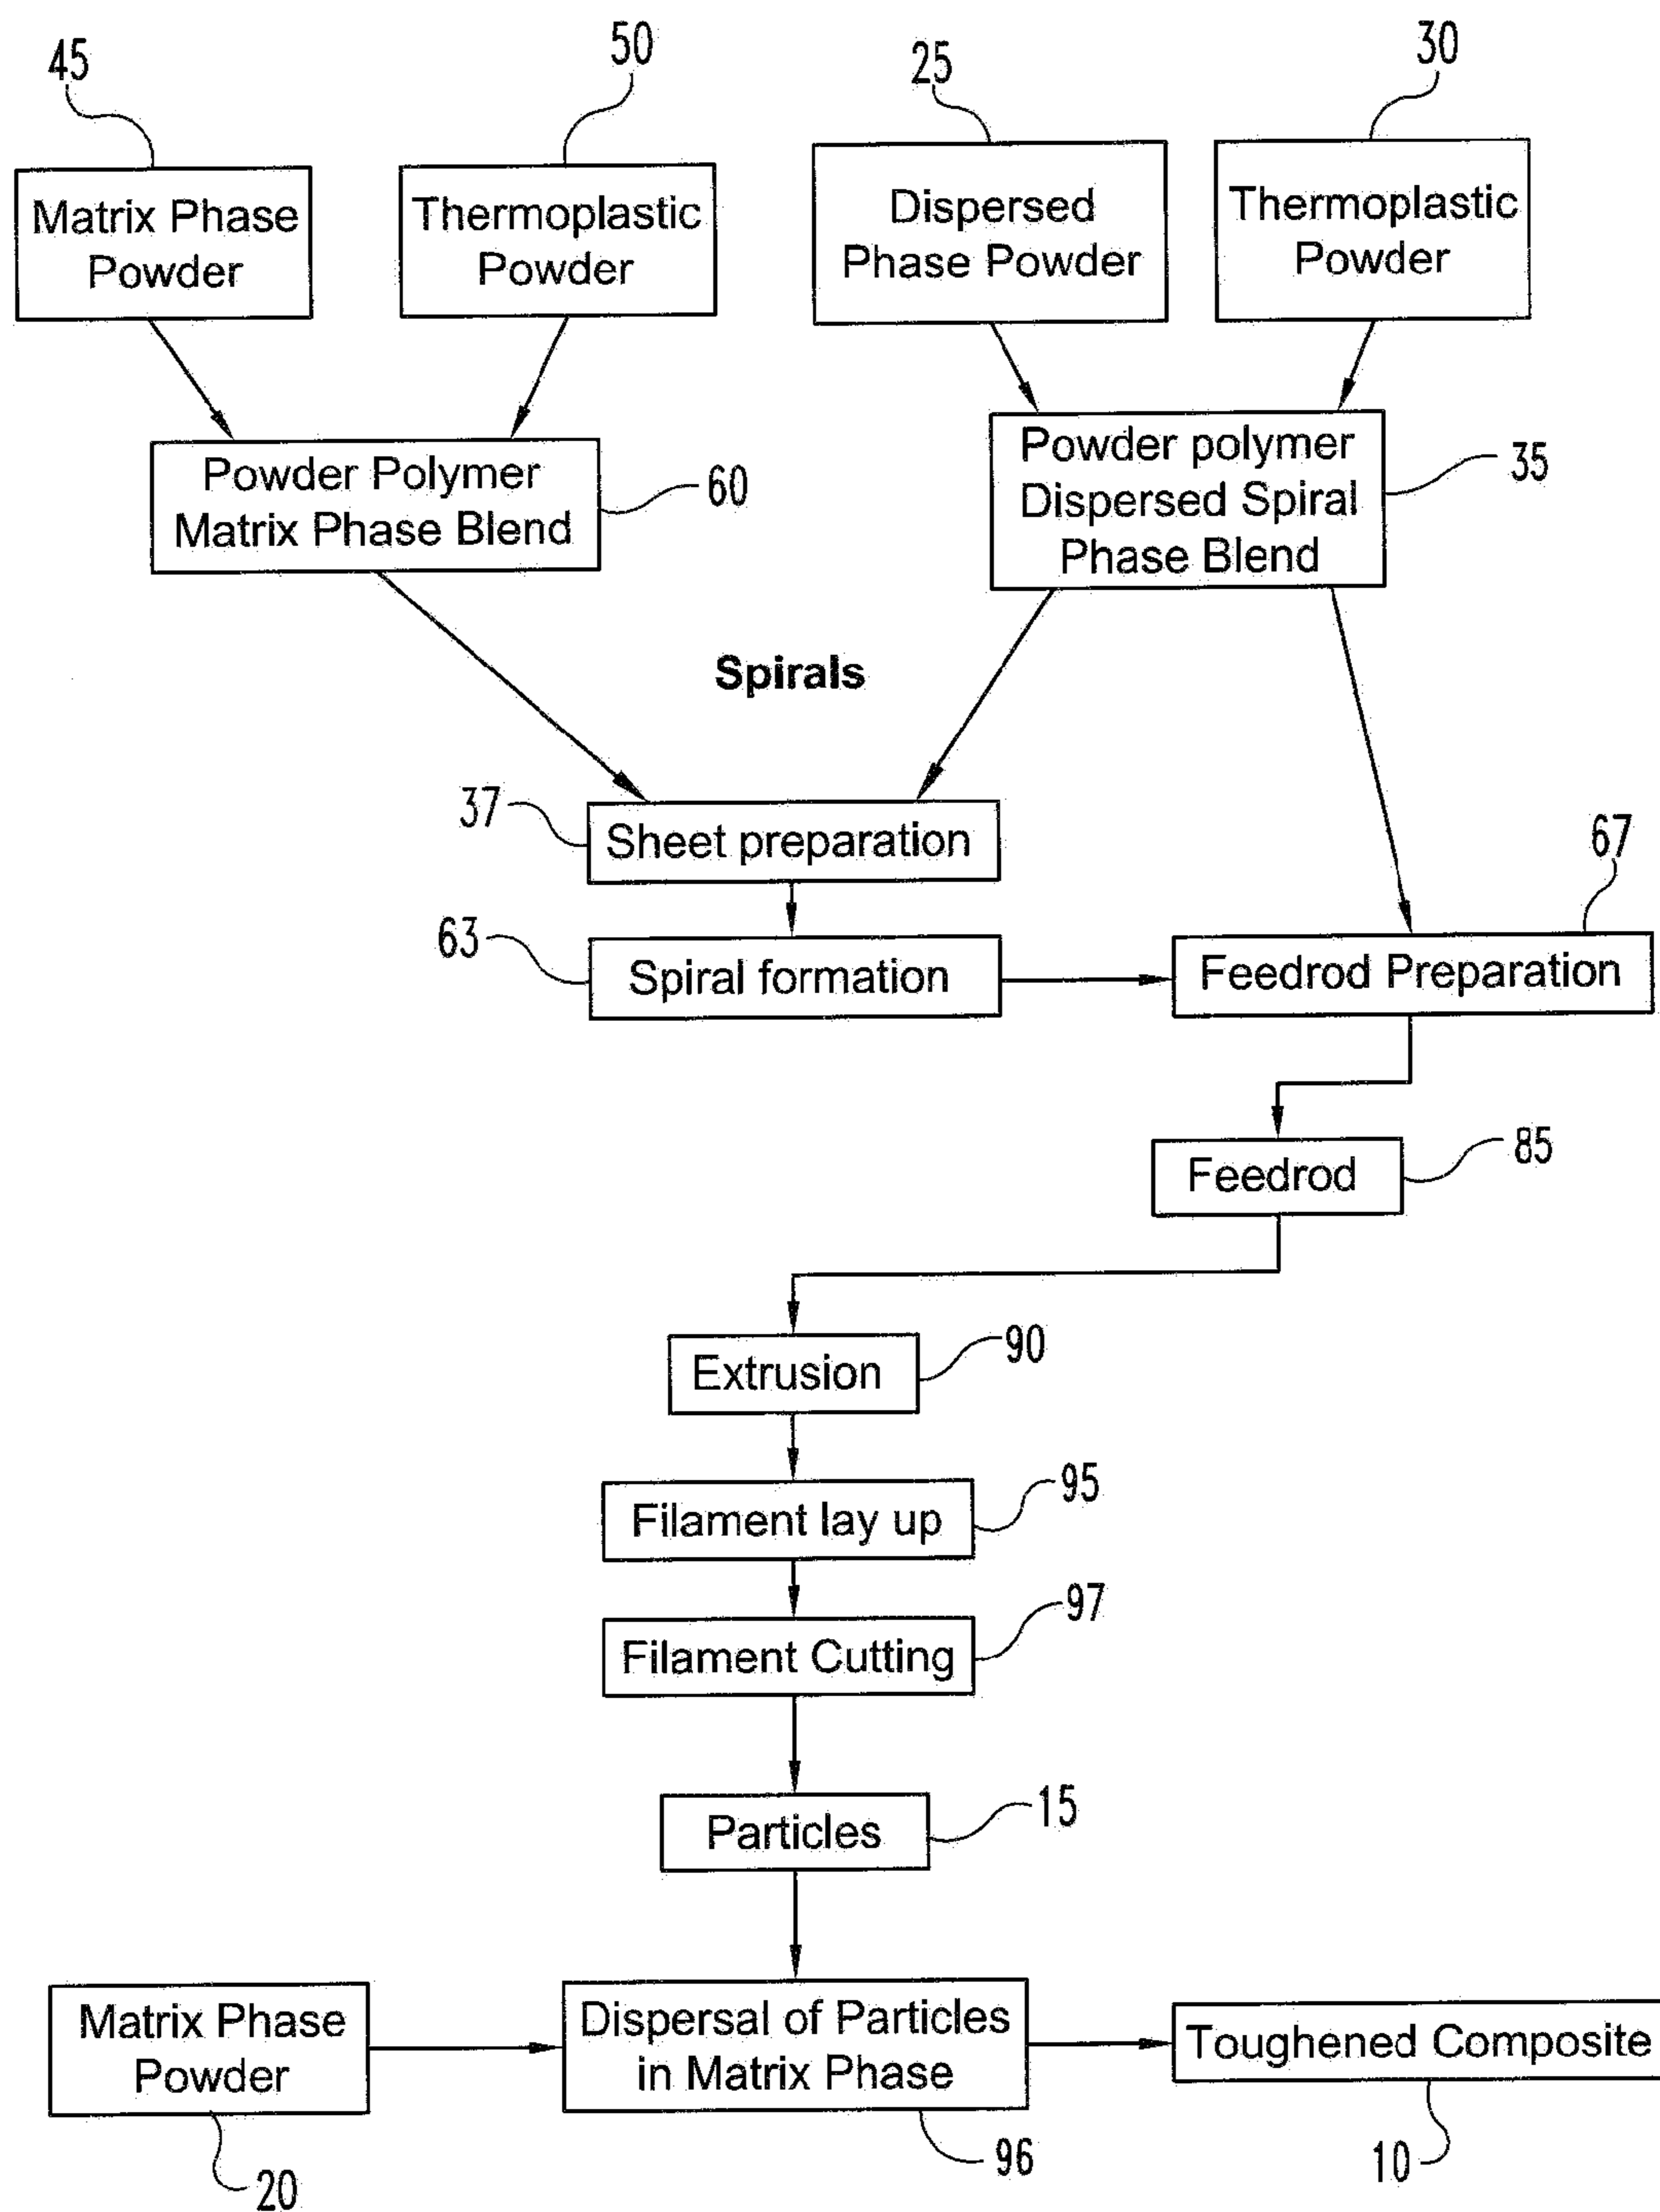 45
50
25
30
Matrix Phase
Powder
Thermoplastic
Powder
Dispersed
Phase Powder
Thermoplastic
Powder
Powder Polymer
Matrix Phase Blend
60
Powder polymer
Dispersed Spiral
Phase Blend
35
Spirals
37
Sheet preparation
67
63
Spiral formation
Feedrod Preparation
Feedrod
85
Extrusion
90
Filament lay up
95
Filament Cutting
97
Particles
15
Matrix Phase
Powder
Dispersal of Particles
in Matrix Phase
Toughened Composite
20
96
10